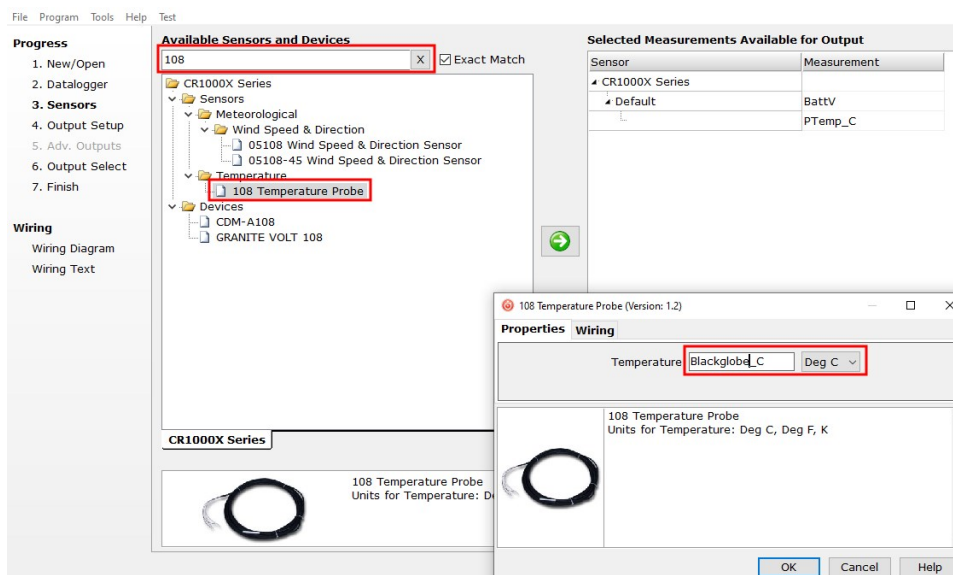 File Program Tools Help Test
Progress
1. New/Open
2. Datalogger
3. Sensors
4. Output Setup
5. Adv. Outputs
6. Output Select
7. Finish
Wiring
Wiring Diagram
Wiring Text
Available Sensors and Devices
108 X Exact Match
CR1000X Series
Sensors
Meteorological
Wind Speed & Direction
05108 Wind Speed & Direction Sensor
05108-45 Wind Speed & Direction Sensor
Temperature
108 Temperature Probe
Devices
CDM-A108
GRANITE VOLT 108
CR1000X Series
108 Temperature Probe
Units for Temperature: D
Selected Measurements Available for Output
Sensor Measurement
CR1000X Series
Default BattV
PTemp_C
108 Temperature Probe (Version: 1.2)
Properties Wiring
Temperature Blackglobe_C Deg C
108 Temperature Probe
Units for Temperature: Deg C, Deg F, K
OK Cancel Help